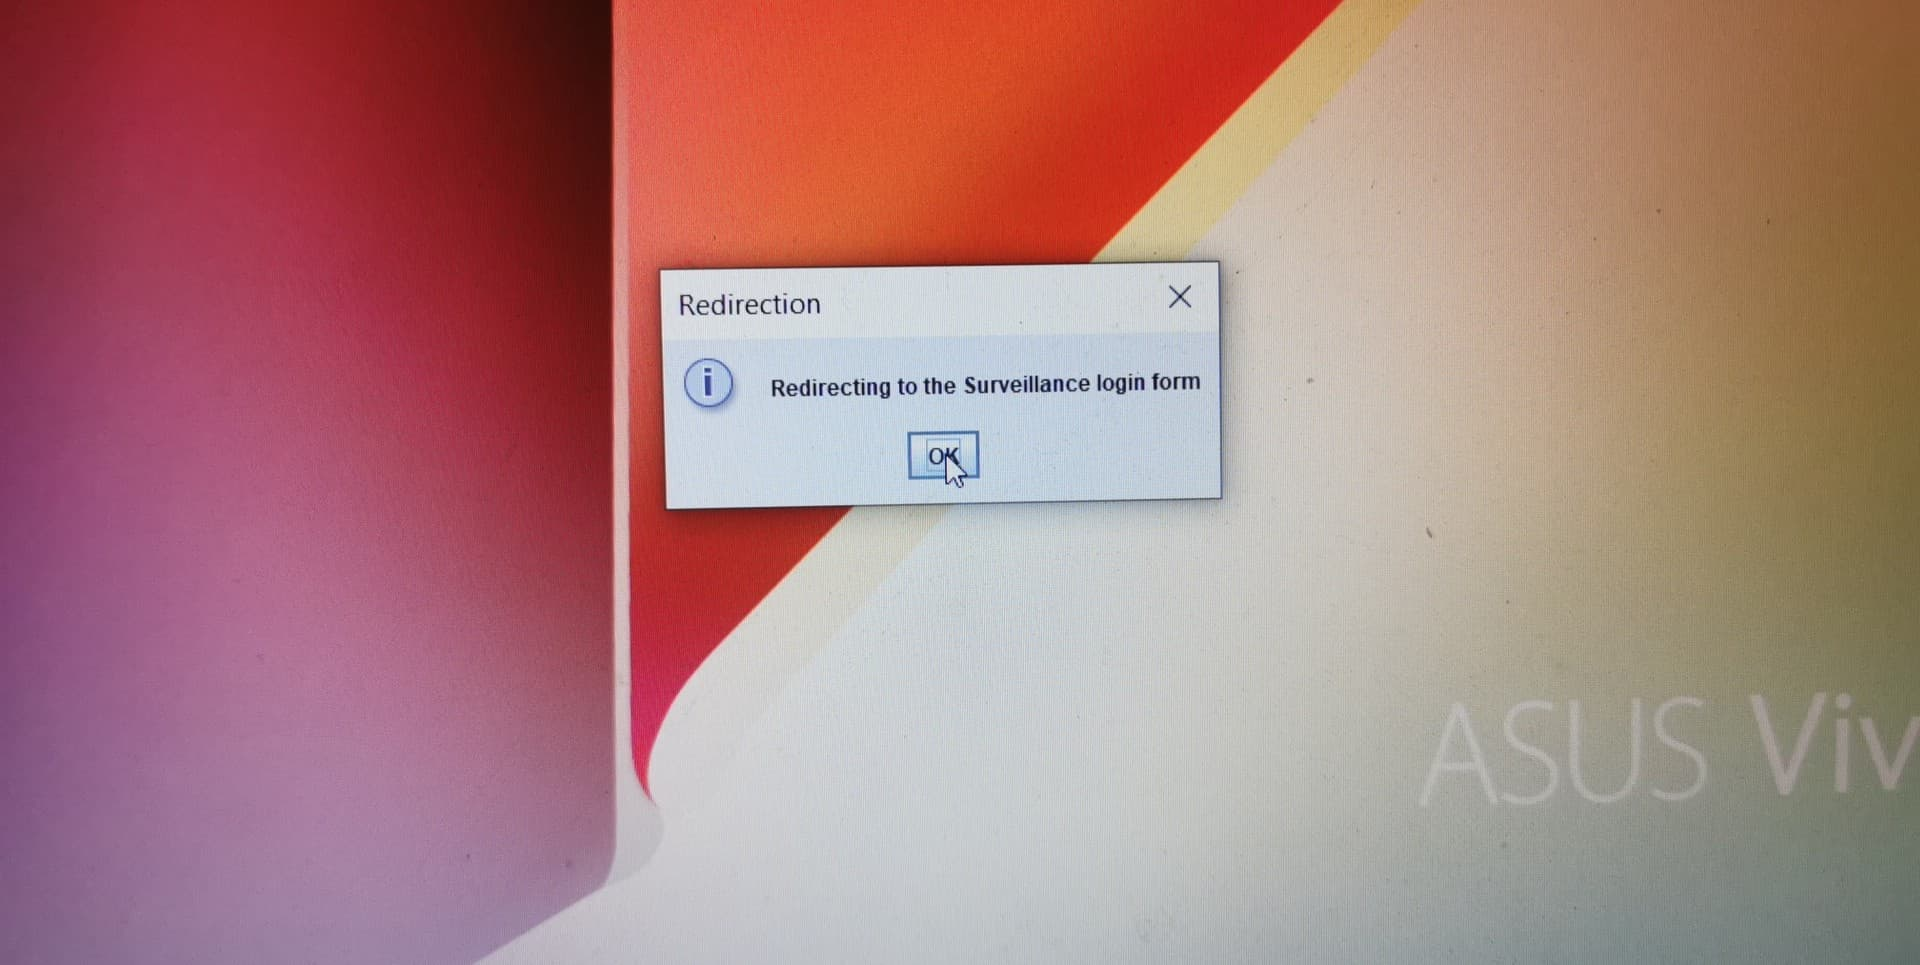 Redirection
Redirecting to the Surveillance login form
OK
ASUS Viv